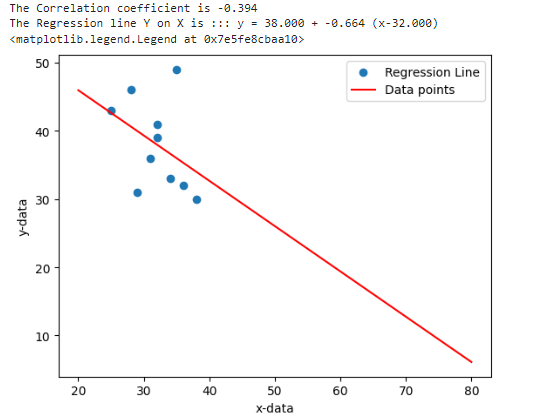 The Correlation coefficient is -0.394
The Regression line Y on X is ::: y = 38.000 + -0.664 (x-32.000)
<matplotlib.legend.Legend at 0x7e5fe8cbaa10>
50
Regression Line
Data points
40
30
20
10
y-data
20 30 40 50 60 70 80
x-data